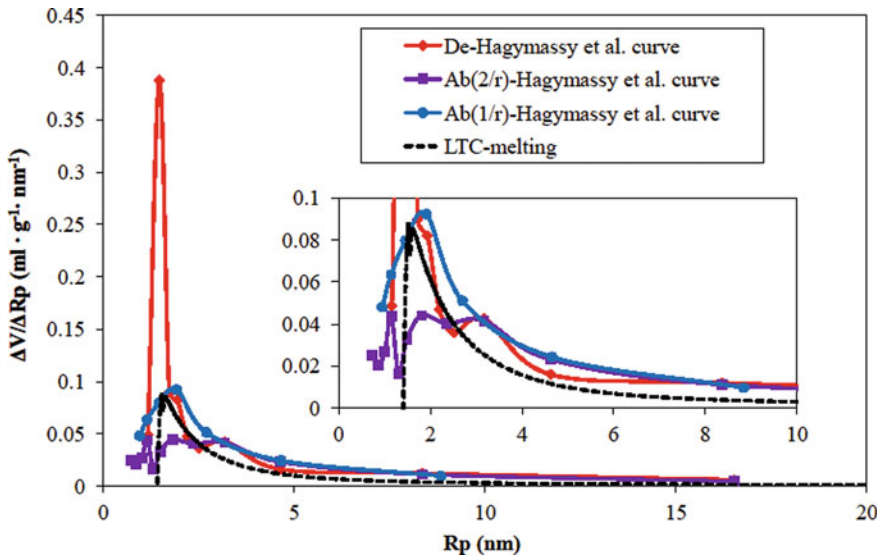 0.45
0.4
0.35
0.3
0.25
0.2
0.15
0.1
0.05
0
ΔV/ΔRp (ml · g⁻¹· nm⁻¹)
De-Hagymassy et al. curve
Ab(2/r)-Hagymassy et al. curve
Ab(1/r)-Hagymassy et al. curve
LTC-melting
0.1
0.08
0.06
0.04
0.02
0
0 2 4 6 8 10
0 5 10 15 20
Rp (nm)